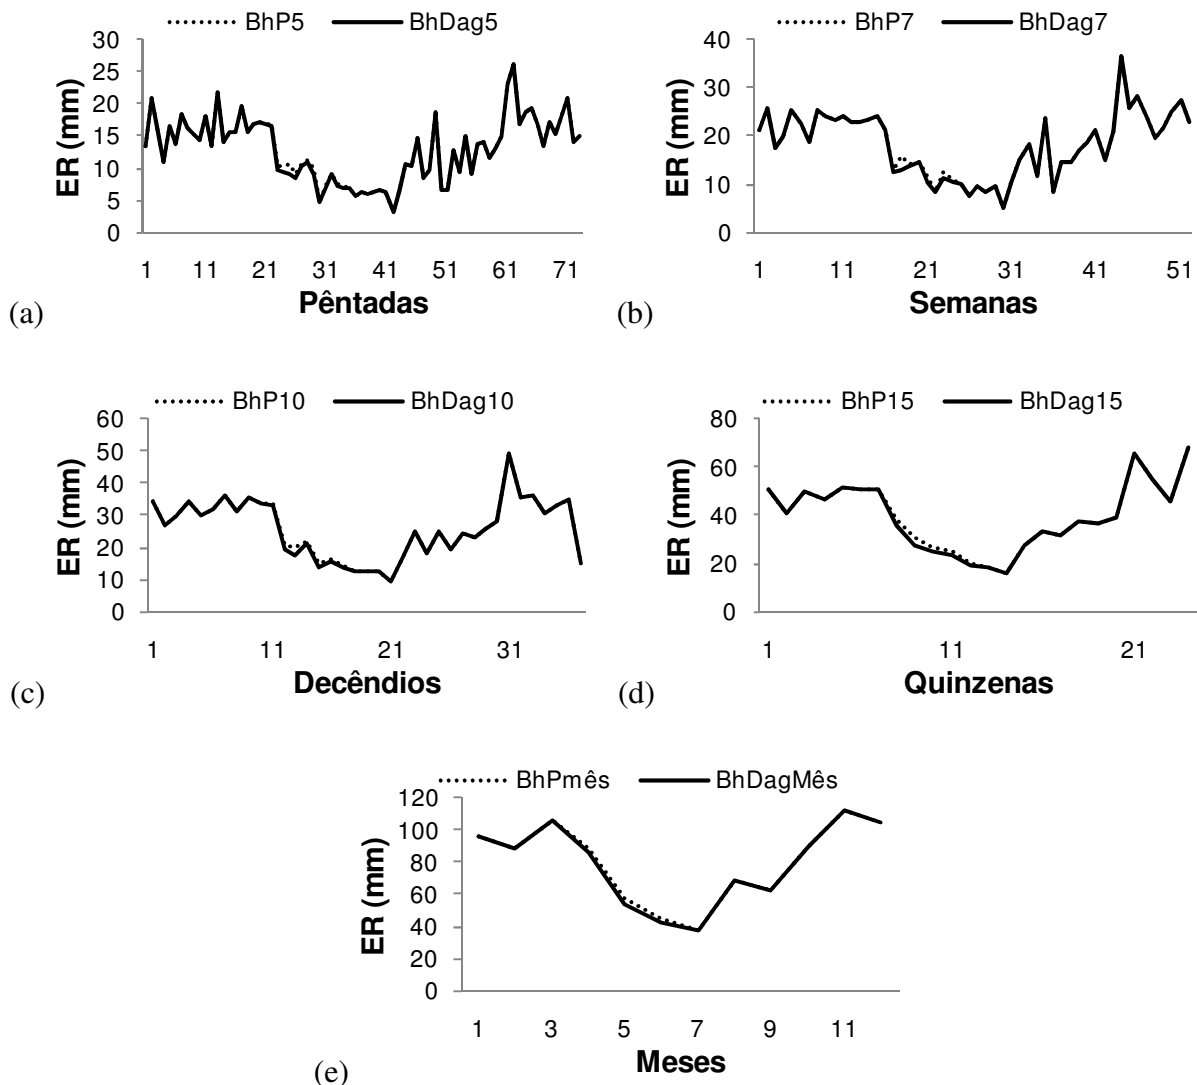 BhP5 BhDag5
30
25
20
15
10
5
0
ER (mm)
1 11 21 31 41 51 61 71
Pêntadas
(a)
BhP7 BhDag7
40
30
20
10
0
ER (mm)
1 11 21 31 41 51
Semanas
(b)
BhP10 BhDag10
60
50
40
30
20
10
0
ER (mm)
1 11 21 31
Decêndios
(c)
BhP15 BhDag15
80
60
40
20
0
ER (mm)
1 11 21
Quinzenas
(d)
BhPmês BhDagMês
120
100
80
60
40
20
0
ER (mm)
1 3 5 7 9 11
Meses
(e)